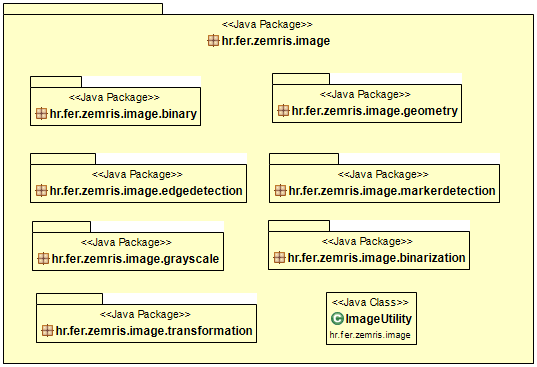 <<Java Package>>
hr.fer.zemris.image
<<Java Package>>
hr.fer.zemris.image.binary
<<Java Package>>
hr.fer.zemris.image.geometry
<<Java Package>>
hr.fer.zemris.image.edgedetection
<<Java Package>>
hr.fer.zemris.image.markerdetection
<<Java Package>>
hr.fer.zemris.image.grayscale
<<Java Package>>
hr.fer.zemris.image.binarization
<<Java Package>>
hr.fer.zemris.image.transformation
<<Java Class>>
C ImageUtility
hr.fer.zemris.image